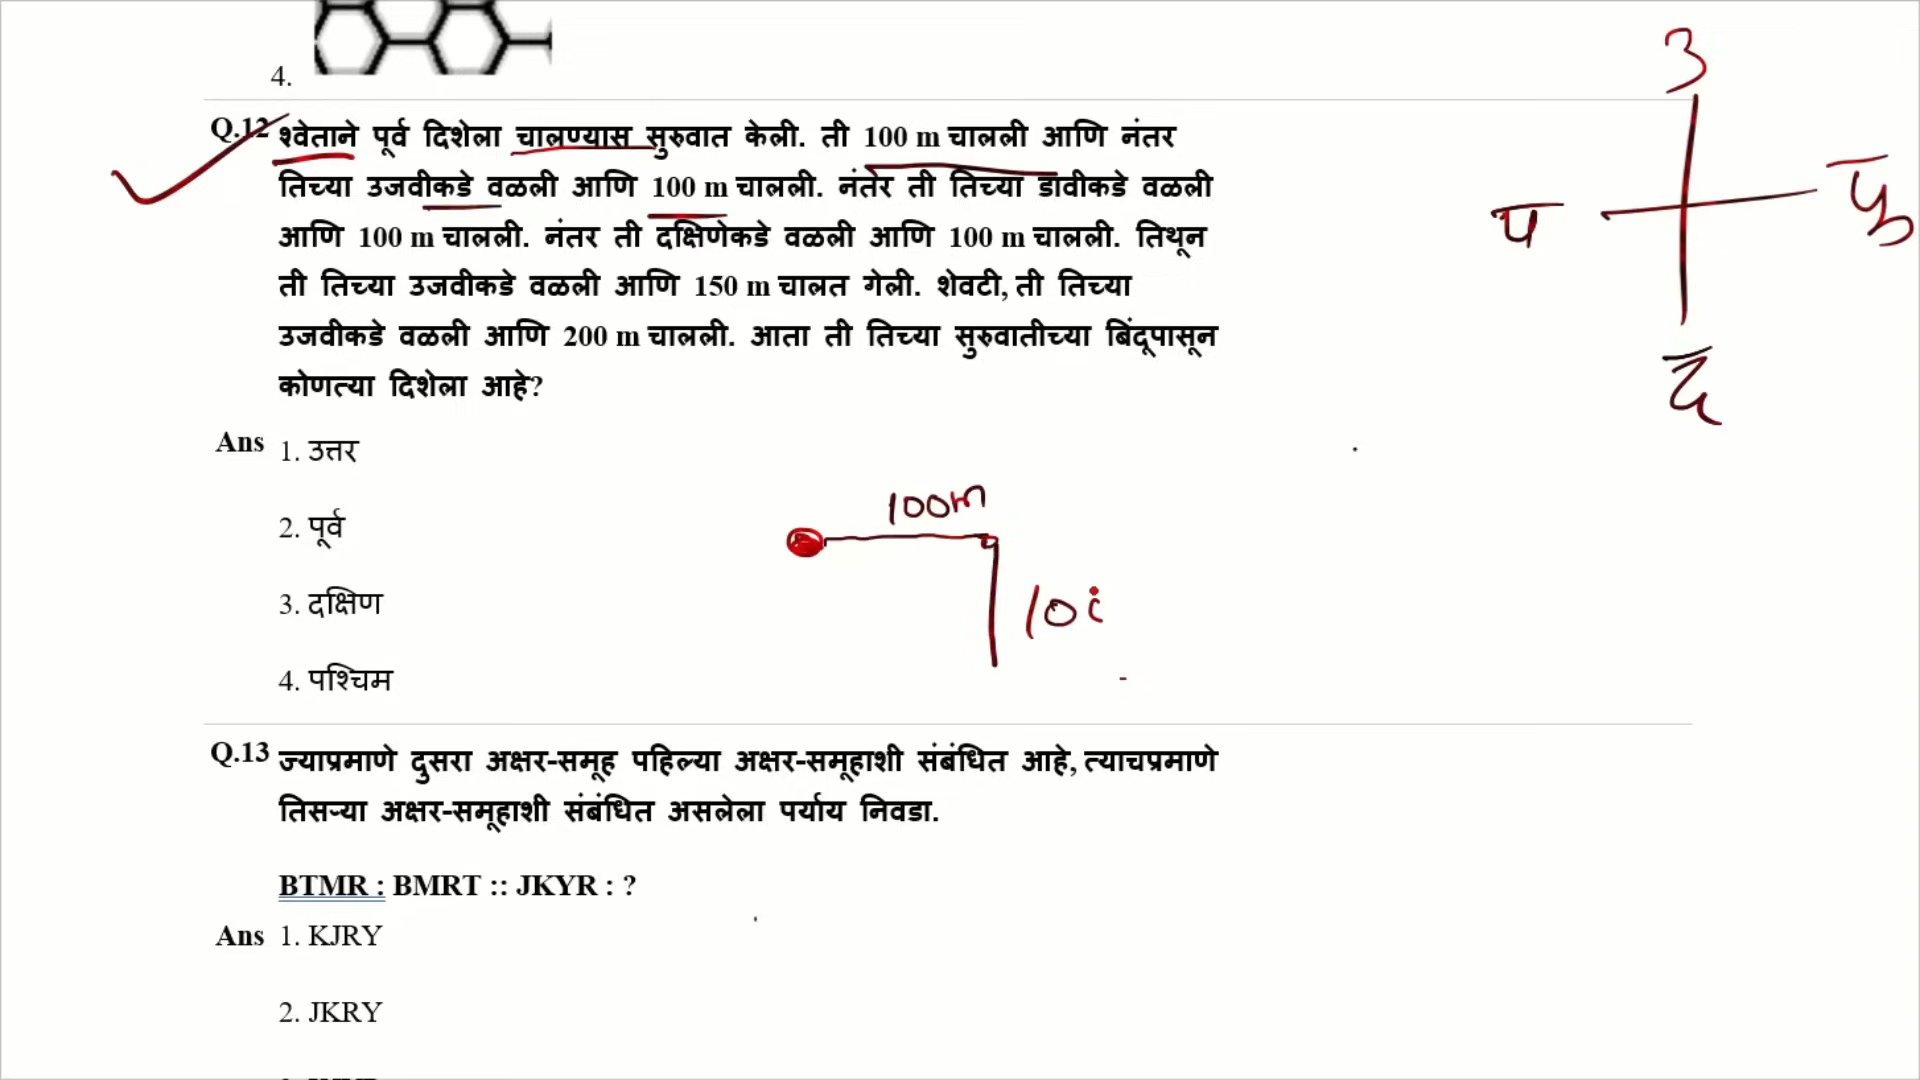 4.
Q.12 श्वेताने पूर्व दिशेला चालण्यास सुरुवात केली. ती 100 m चालली आणि नंतर
तिच्या उजवीकडे वळली आणि 100 m चालली. नंतर ती तिच्या डावीकडे वळली
आणि 100 m चालली. नंतर ती दक्षिणेकडे वळली आणि 100 m चालली. तिथून
ती तिच्या उजवीकडे वळली आणि 150 m चालत गेली. शेवटी, ती तिच्या
उजवीकडे वळली आणि 200 m चालली. आता ती तिच्या सुरुवातीच्या बिंदूपासून
कोणत्या दिशेला आहे?
Ans 1. उत्तर
2. पूर्व
3. दक्षिण
4. पश्चिम
100m
प
द
Q.13 ज्याप्रमाणे दुसरा अक्षर-समूह पहिल्या अक्षर-समूहाशी संबंधित आहे, त्याचप्रमाणे
तिसऱ्या अक्षर-समूहाशी संबंधित असलेला पर्याय निवडा.
BTMR : BMRT :: JKYR : ?
Ans 1. KJRY
2. JKRY